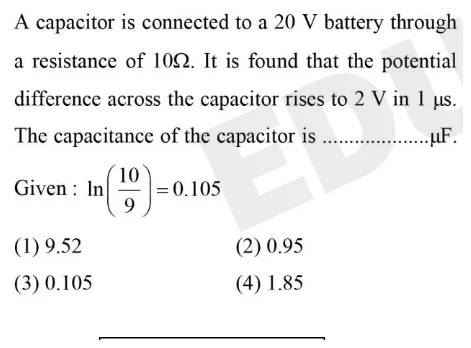 A capacitor is connected to a 20 V battery through
a resistance of 10Ω. It is found that the potential
difference across the capacitor rises to 2 V in 1 μs.
The capacitance of the capacitor is ....................μF.
Given : ln(10/9) = 0.105
(1) 9.52 (2) 0.95
(3) 0.105 (4) 1.85
EDU